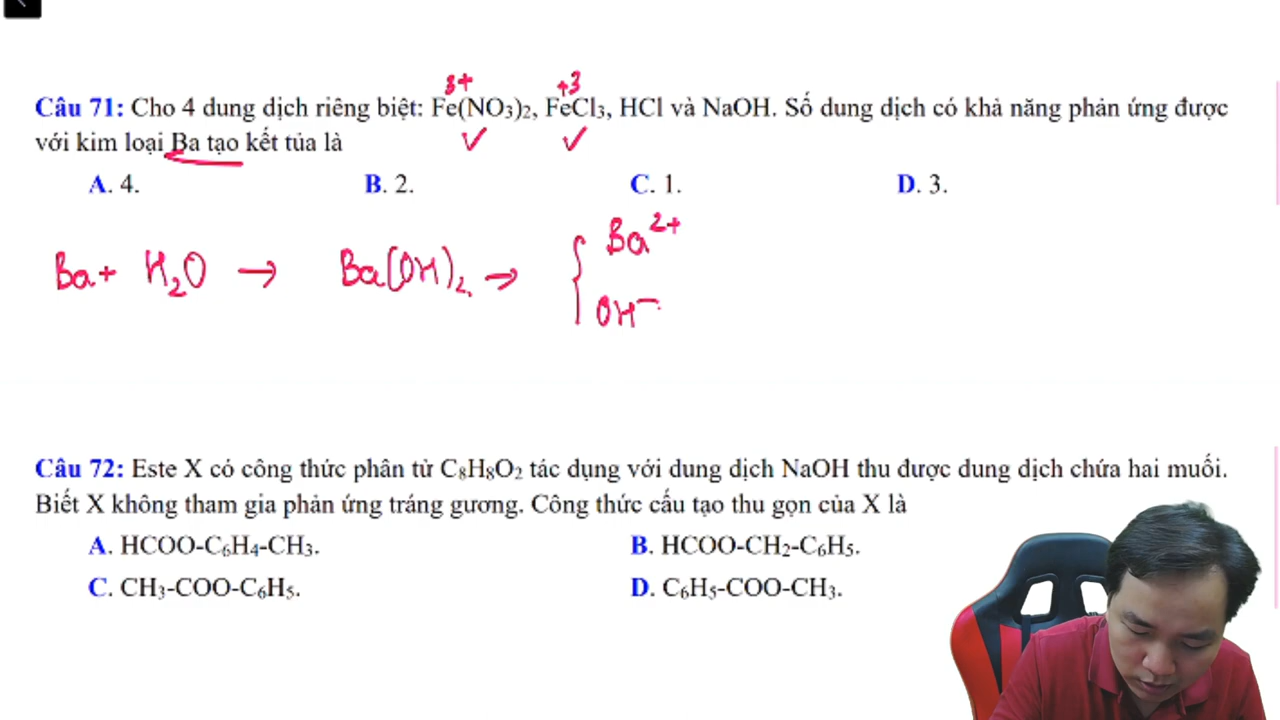 3+ +3
Câu 71: Cho 4 dung dịch riêng biệt: Fe(NO₃)₂, FeCl₃, HCl và NaOH. Số dung dịch có khả năng phản ứng được
với kim loại Ba tạo kết tủa là
A. 4. B. 2. C. 1. D. 3.
Ba + H₂O → Ba(OH)₂ → { Ba²⁺
OH⁻
Câu 72: Este X có công thức phân tử C₈H₈O₂ tác dụng với dung dịch NaOH thu được dung dịch chứa hai muối.
Biết X không tham gia phản ứng tráng gương. Công thức cấu tạo thu gọn của X là
A. HCOO-C₆H₄-CH₃. B. HCOO-CH₂-C₆H₅.
C. CH₃-COO-C₆H₅. D. C₆H₅-COO-CH₃.